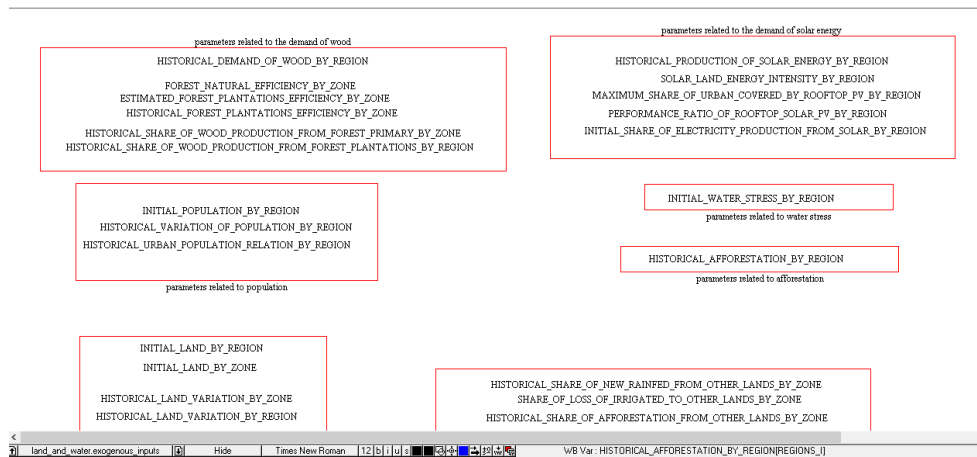 parameters related to the demand of wood
HISTORICAL_DEMAND_OF_WOOD_BY_REGION
FOREST_NATURAL_EFFICIENCY_BY_ZONE
ESTIMATED_FOREST_PLANTATIONS_EFFICIENCY_BY_ZONE
HISTORICAL_FOREST_PLANTATIONS_EFFICIENCY_BY_ZONE
HISTORICAL_SHARE_OF_WOOD_PRODUCTION_FROM_FOREST_PRIMARY_BY_ZONE
HISTORICAL_SHARE_OF_WOOD_PRODUCTION_FROM_FOREST_PLANTATIONS_BY_REGION
parameters related to the demand of solar energy
HISTORICAL_PRODUCTION_OF_SOLAR_ENERGY_BY_REGION
SOLAR_LAND_ENERGY_INTENSITY_BY_REGION
MAXIMUM_SHARE_OF_URBAN_COVERED_BY_ROOFTOP_PV_BY_REGION
PERFORMANCE_RATIO_OF_ROOFTOP_SOLAR_PV_BY_REGION
INITIAL_SHARE_OF_ELECTRICITY_PRODUCTION_FROM_SOLAR_BY_REGION
INITIAL_POPULATION_BY_REGION
HISTORICAL_VARIATION_OF_POPULATION_BY_REGION
HISTORICAL_URBAN_POPULATION_RELATION_BY_REGION
parameters related to population
INITIAL_WATER_STRESS_BY_REGION
parameters related to water stress
HISTORICAL_AFFORESTATION_BY_REGION
parameters related to afforestation
INITIAL_LAND_BY_REGION
INITIAL_LAND_BY_ZONE
HISTORICAL_LAND_VARIATION_BY_ZONE
HISTORICAL_LAND_VARIATION_BY_REGION
HISTORICAL_SHARE_OF_NEW_RAINFED_FROM_OTHER_LANDS_BY_ZONE
SHARE_OF_LOSS_OF_IRRIGATED_TO_OTHER_LANDS_BY_ZONE
HISTORICAL_SHARE_OF_AFFORESTATION_FROM_OTHER_LANDS_BY_ZONE
land_and_water.exogenous_inputs Hide Times New Roman 12 b i u s WB Var : HISTORICAL_AFFORESTATION_BY_REGION[REGIONS_I]